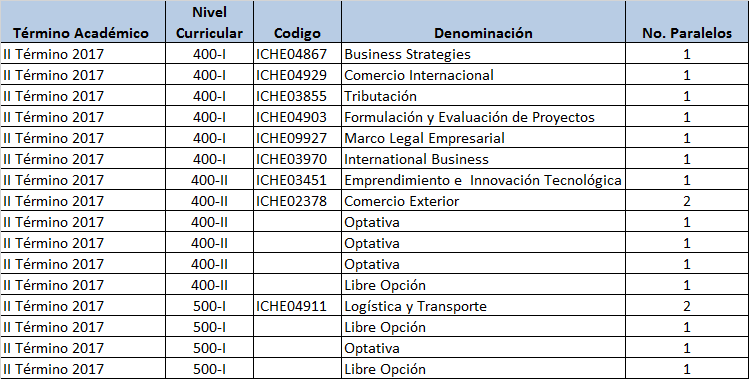 Término Académico Nivel Curricular Codigo Denominación No. Paralelos
II Término 2017 400-I ICHE04867 Business Strategies 1
II Término 2017 400-I ICHE04929 Comercio Internacional 1
II Término 2017 400-I ICHE03855 Tributación 1
II Término 2017 400-I ICHE04903 Formulación y Evaluación de Proyectos 1
II Término 2017 400-I ICHE09927 Marco Legal Empresarial 1
II Término 2017 400-I ICHE03970 International Business 1
II Término 2017 400-II ICHE03451 Emprendimiento e Innovación Tecnológica 1
II Término 2017 400-II ICHE02378 Comercio Exterior 2
II Término 2017 400-II Optativa 1
II Término 2017 400-II Optativa 1
II Término 2017 400-II Optativa 1
II Término 2017 400-II Libre Opción 1
II Término 2017 500-I ICHE04911 Logística y Transporte 2
II Término 2017 500-I Libre Opción 1
II Término 2017 500-I Optativa 1
II Término 2017 500-I Libre Opción 1